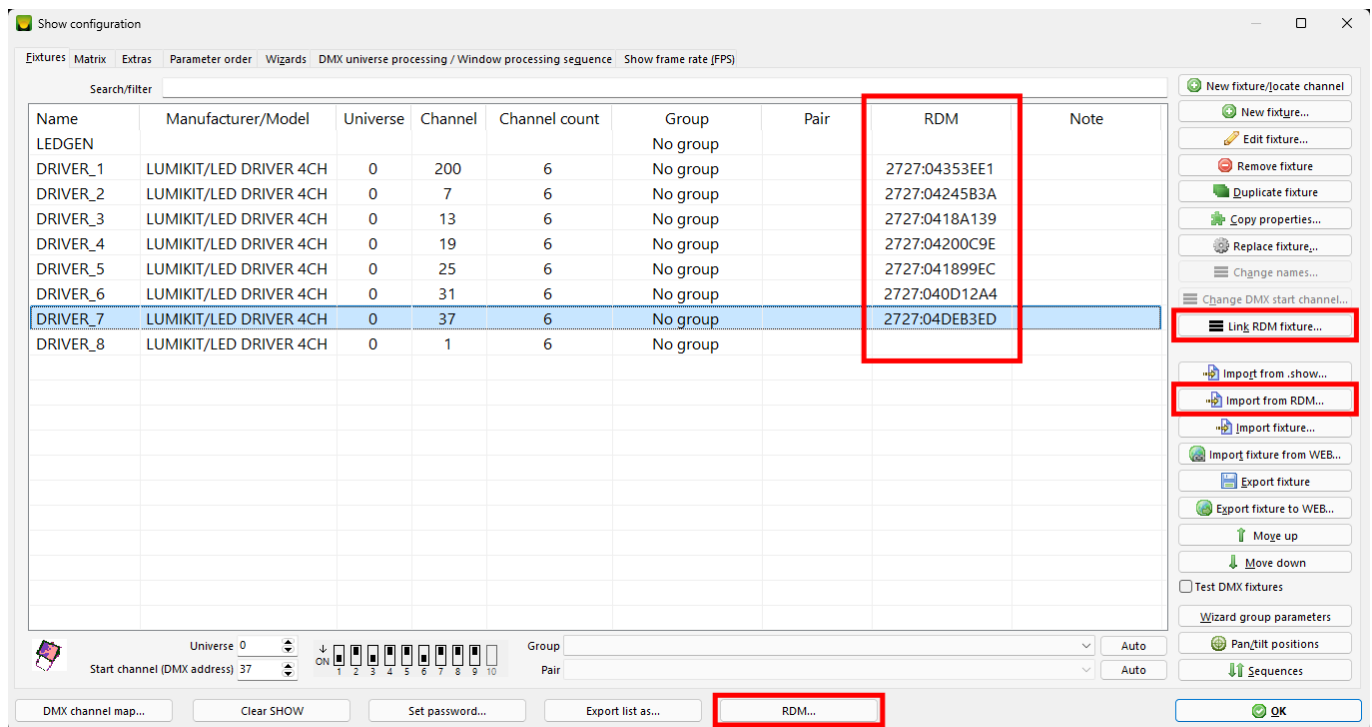 Show configuration
Fixtures Matrix Extras Parameter order Wizards DMX universe processing / Window processing sequence Show frame rate (FPS)
Search/filter
Name Manufacturer/Model Universe Channel Channel count Group Pair RDM Note
LEDGEN No group
DRIVER_1 LUMIKIT/LED DRIVER 4CH 0 200 6 No group 2727:04353EE1
DRIVER_2 LUMIKIT/LED DRIVER 4CH 0 7 6 No group 2727:04245B3A
DRIVER_3 LUMIKIT/LED DRIVER 4CH 0 13 6 No group 2727:0418A139
DRIVER_4 LUMIKIT/LED DRIVER 4CH 0 19 6 No group 2727:04200C9E
DRIVER_5 LUMIKIT/LED DRIVER 4CH 0 25 6 No group 2727:041899EC
DRIVER_6 LUMIKIT/LED DRIVER 4CH 0 31 6 No group 2727:040D12A4
DRIVER_7 LUMIKIT/LED DRIVER 4CH 0 37 6 No group 2727:04DEB3ED
DRIVER_8 LUMIKIT/LED DRIVER 4CH 0 1 6 No group
New fixture/locate channel
New fixture...
Edit fixture...
Remove fixture
Duplicate fixture
Copy properties...
Replace fixture...
Change names...
Change DMX start channel...
Link RDM fixture...
Import from .show...
Import from RDM...
Import fixture...
Import fixture from WEB...
Export fixture
Export fixture to WEB...
Move up
Move down
Test DMX fixtures
Wizard group parameters
Pan/tilt positions
Sequences
Universe 0
Start channel (DMX address) 37
ON 1 2 3 4 5 6 7 8 9 10
Group Auto
Pair Auto
DMX channel map... Clear SHOW Set password... Export list as... RDM... OK